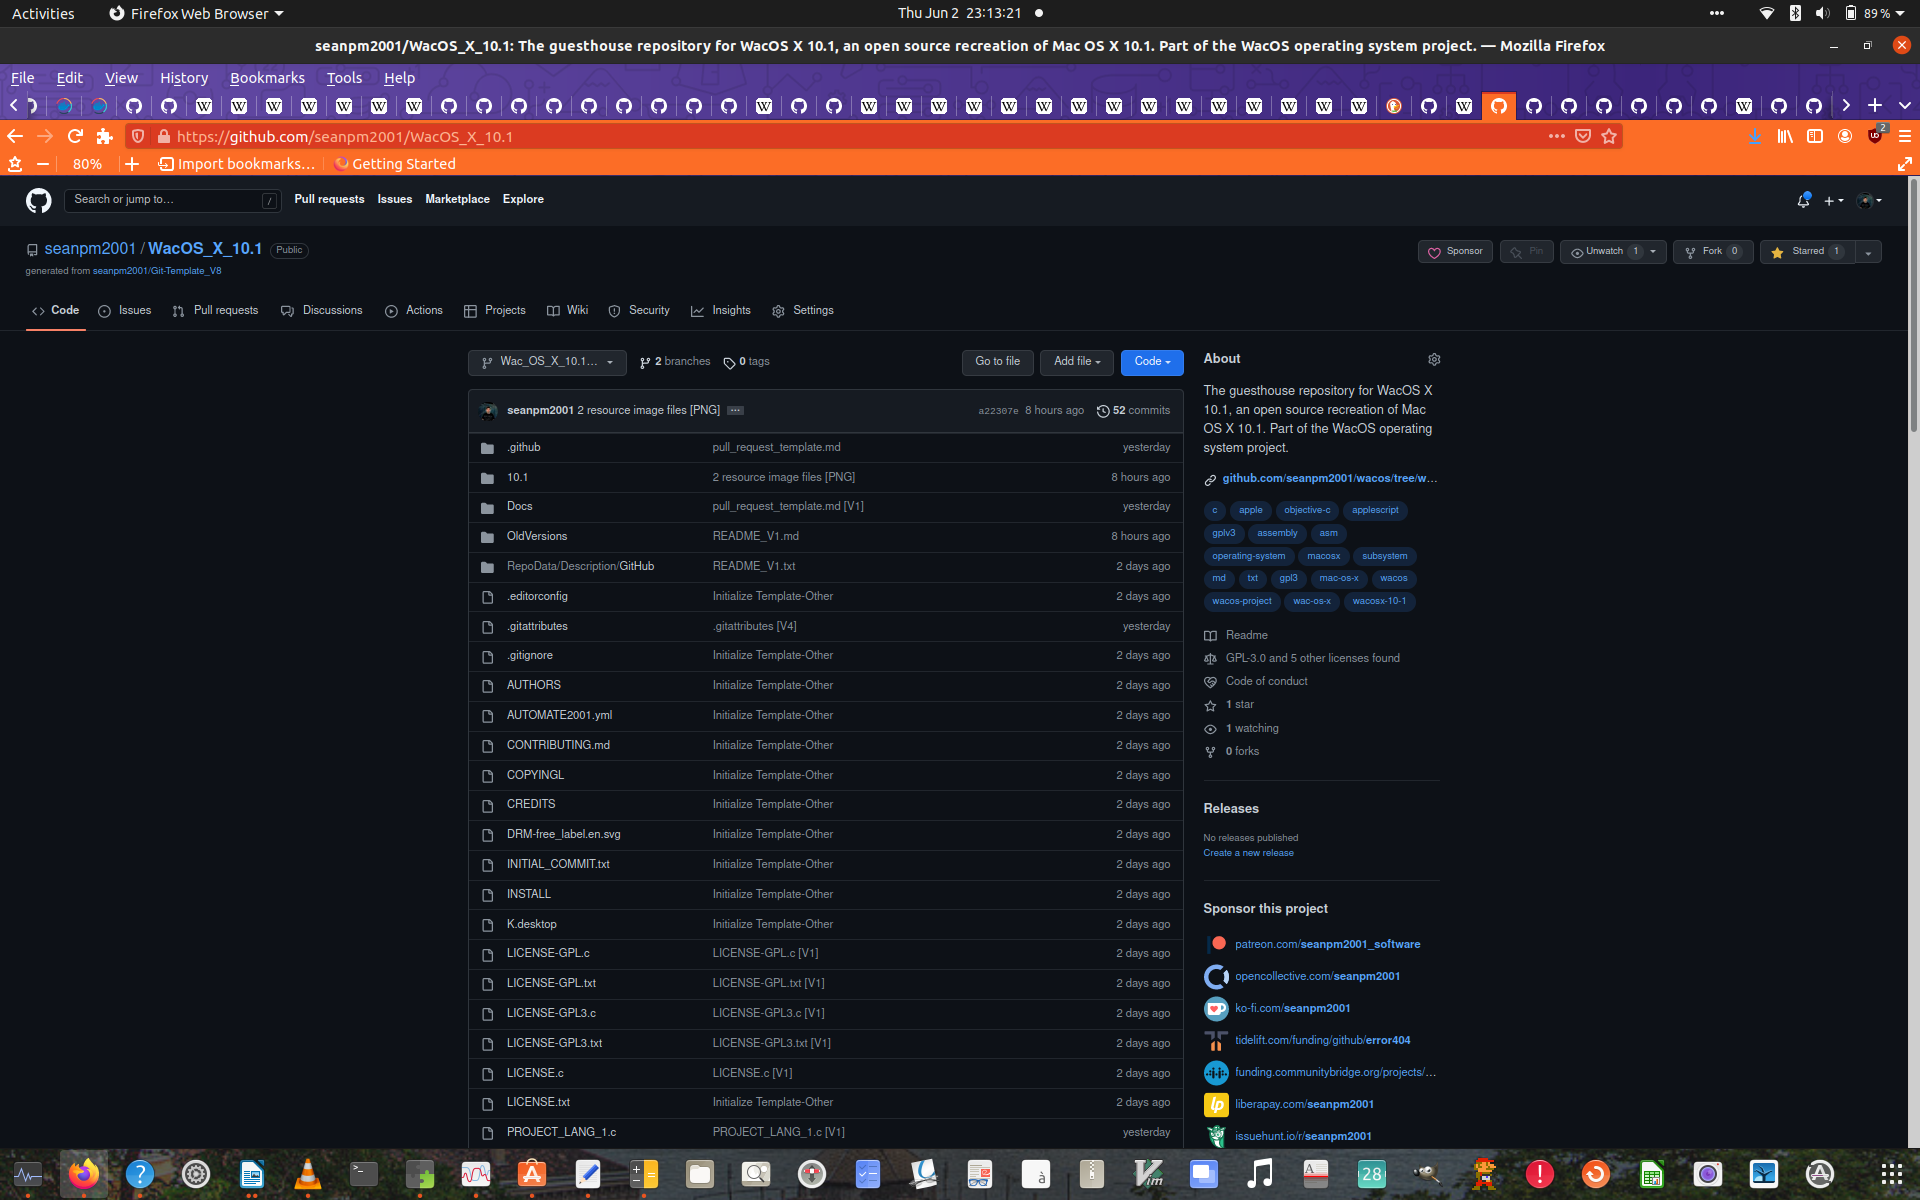 Activities
Firefox Web Browser
Thu Jun 2 23:13:21
89 %
seanpm2001/WacOS_X_10.1: The guesthouse repository for WacOS X 10.1, an open source recreation of Mac OS X 10.1. Part of the WacOS operating system project. — Mozilla Firefox
File Edit View History Bookmarks Tools Help
https://github.com/seanpm2001/WacOS_X_10.1
2
80%
Import bookmarks...
Getting Started
Search or jump to...
/
Pull requests Issues Marketplace Explore
seanpm2001 / WacOS_X_10.1 Public
generated from seanpm2001/Git-Template_V8
Sponsor
Pin
Unwatch 1
Fork 0
Starred 1
Code Issues Pull requests Discussions Actions Projects Wiki Security Insights Settings
Wac_OS_X_10.1...
2 branches
0 tags
Go to file
Add file
Code
seanpm2001 2 resource image files [PNG] a22307e 8 hours ago 52 commits
.github pull_request_template.md yesterday
10.1 2 resource image files [PNG] 8 hours ago
Docs pull_request_template.md [V1] yesterday
OldVersions README_V1.md 8 hours ago
RepoData/Description/GitHub README_V1.txt 2 days ago
.editorconfig Initialize Template-Other 2 days ago
.gitattributes .gitattributes [V4] yesterday
.gitignore Initialize Template-Other 2 days ago
AUTHORS Initialize Template-Other 2 days ago
AUTOMATE2001.yml Initialize Template-Other 2 days ago
CONTRIBUTING.md Initialize Template-Other 2 days ago
COPYINGL Initialize Template-Other 2 days ago
CREDITS Initialize Template-Other 2 days ago
DRM-free_label.en.svg Initialize Template-Other 2 days ago
INITIAL_COMMIT.txt Initialize Template-Other 2 days ago
INSTALL Initialize Template-Other 2 days ago
K.desktop Initialize Template-Other 2 days ago
LICENSE-GPL.c LICENSE-GPL.c [V1] 2 days ago
LICENSE-GPL.txt LICENSE-GPL.txt [V1] 2 days ago
LICENSE-GPL3.c LICENSE-GPL3.c [V1] 2 days ago
LICENSE-GPL3.txt LICENSE-GPL3.txt [V1] 2 days ago
LICENSE.c LICENSE.c [V1] 2 days ago
LICENSE.txt Initialize Template-Other 2 days ago
PROJECT_LANG_1.c PROJECT_LANG_1.c [V1] yesterday
About
The guesthouse repository for WacOS X
10.1, an open source recreation of Mac
OS X 10.1. Part of the WacOS operating
system project.
github.com/seanpm2001/wacos/tree/w...
c apple objective-c applescript
gplv3 assembly asm
operating-system macosx subsystem
md txt gpl3 mac-os-x wacos
wacos-project wac-os-x wacosx-10-1
Readme
GPL-3.0 and 5 other licenses found
Code of conduct
1 star
1 watching
0 forks
Releases
No releases published
Create a new release
Sponsor this project
patreon.com/seanpm2001_software
opencollective.com/seanpm2001
ko-fi.com/seanpm2001
tidelift.com/funding/github/error404
funding.communitybridge.org/projects/...
liberapay.com/seanpm2001
issuehunt.io/r/seanpm2001
28